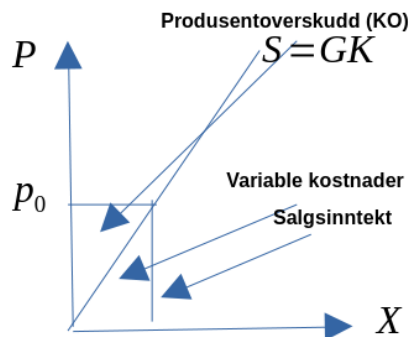 Produsentoverskudd (KO)
P
S = GK
p0
Variable kostnader
Salgsinntekt
X